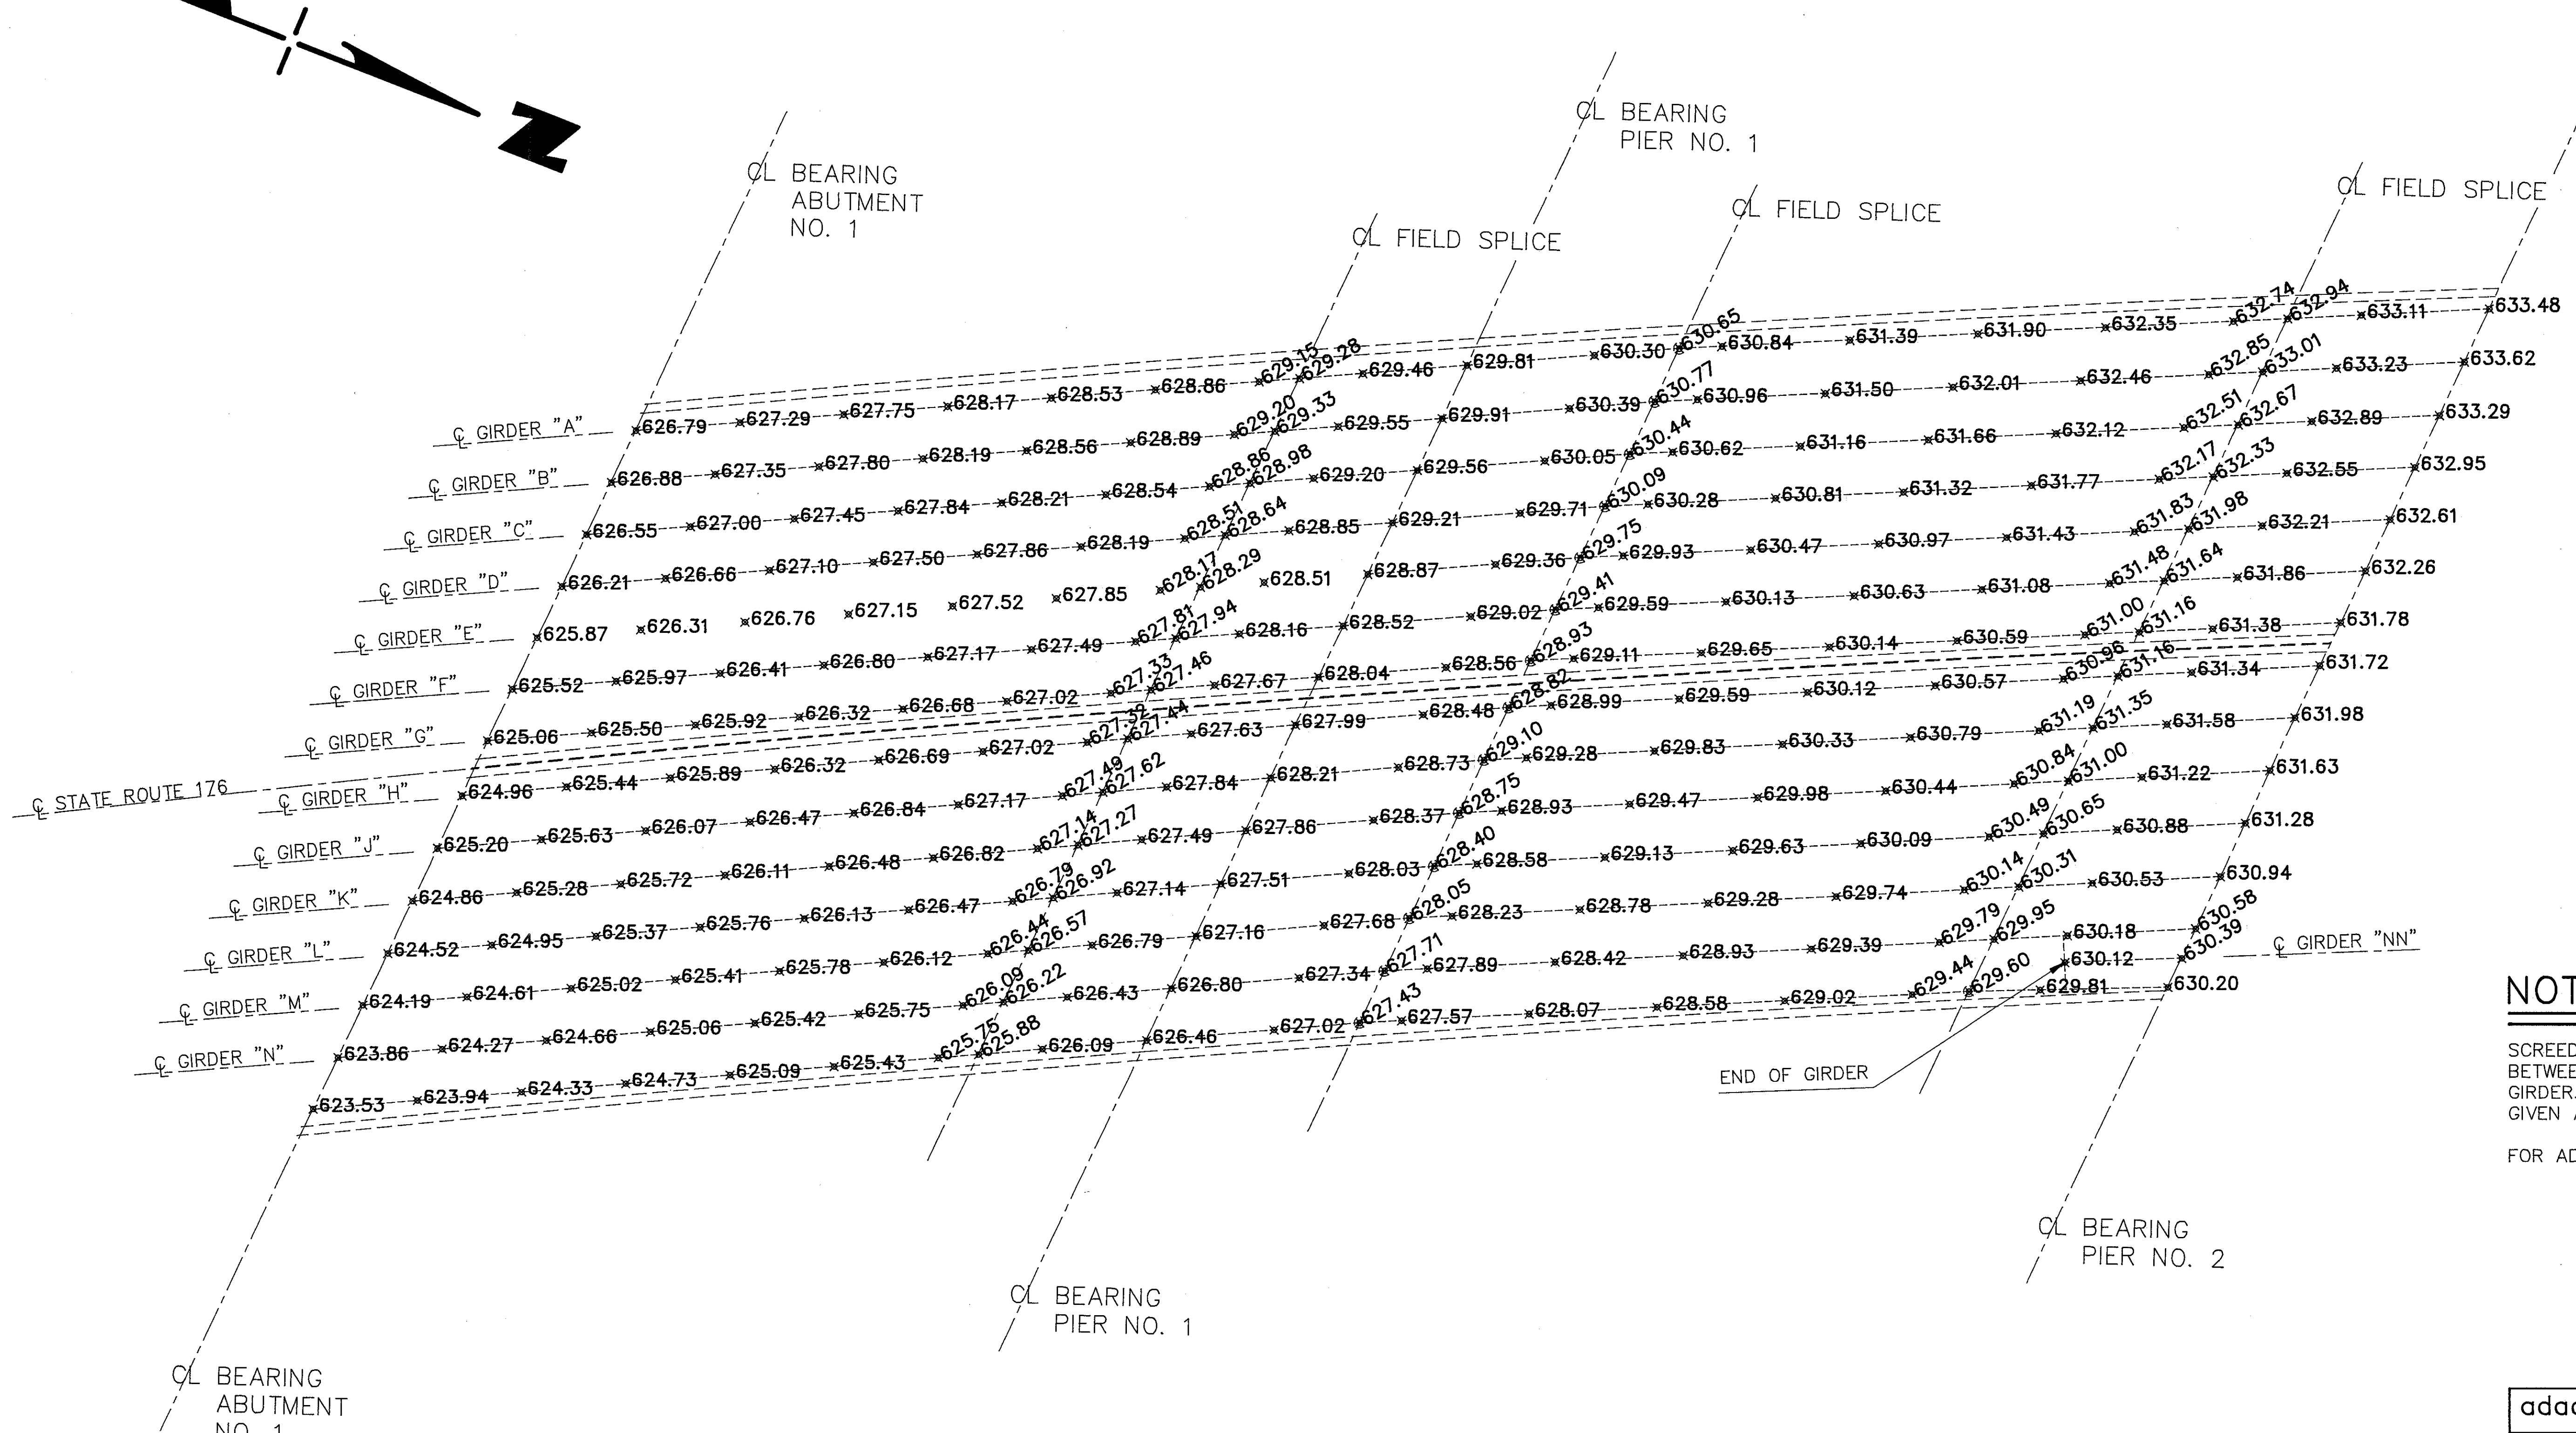 N
CL BEARING
ABUTMENT
NO. 1
CL BEARING
PIER NO. 1
CL FIELD SPLICE
CL FIELD SPLICE
CL FIELD SPLICE
CL GIRDER "A" 626.79 627.29 627.75 628.17 628.53 628.86 629.15 629.28 629.46 629.81 630.30 630.65 630.84 631.39 631.90 632.35 632.74 632.94 633.11 633.48
CL GIRDER "B" 626.88 627.35 627.80 628.19 628.56 628.89 629.20 629.33 629.55 629.91 630.39 630.77 630.96 631.50 632.01 632.46 632.85 633.01 633.23 633.62
CL GIRDER "C" 626.55 627.00 627.45 627.84 628.21 628.54 628.86 628.98 629.20 629.56 630.05 630.44 630.62 631.16 631.66 632.12 632.51 632.67 632.89 633.29
CL GIRDER "D" 626.21 626.66 627.10 627.50 627.86 628.19 628.51 628.64 628.85 629.21 629.71 630.09 630.28 630.81 631.32 631.77 632.17 632.33 632.55 632.95
CL GIRDER "E" 625.87 626.31 626.76 627.15 627.52 627.85 628.17 628.29 628.51 628.87 629.36 629.75 629.93 630.47 630.97 631.43 631.83 631.98 632.21 632.61
CL GIRDER "F" 625.52 625.97 626.41 626.80 627.17 627.49 627.81 627.94 628.16 628.52 629.02 629.41 629.59 630.13 630.63 631.08 631.48 631.64 631.86 632.26
CL GIRDER "G" 625.06 625.50 625.92 626.32 626.68 627.02 627.33 627.46 627.67 628.04 628.56 628.93 629.11 629.65 630.14 630.59 631.00 631.16 631.38 631.78
CL STATE ROUTE 176
CL GIRDER "H" 624.96 625.44 625.89 626.32 626.69 627.02 627.32 627.44 627.63 627.99 628.48 628.82 628.99 629.59 630.12 630.57 630.96 631.16 631.34 631.72
CL GIRDER "J" 625.20 625.63 626.07 626.47 626.84 627.17 627.49 627.62 627.84 628.21 628.73 629.10 629.28 629.83 630.33 630.79 631.19 631.35 631.58 631.98
CL GIRDER "K" 624.86 625.28 625.72 626.11 626.48 626.82 627.14 627.27 627.49 627.86 628.37 628.75 628.93 629.47 629.98 630.44 630.84 631.00 631.22 631.63
CL GIRDER "L" 624.52 624.95 625.37 625.76 626.13 626.47 626.79 626.92 627.14 627.51 628.03 628.40 628.58 629.13 629.63 630.09 630.49 630.65 630.88 631.28
CL GIRDER "M" 624.19 624.61 625.02 625.41 625.78 626.12 626.44 626.57 626.79 627.16 627.68 628.05 628.23 628.78 629.28 629.74 630.14 630.31 630.53 630.94
CL GIRDER "N" 623.86 624.27 624.66 625.06 625.42 625.75 626.09 626.22 626.43 626.80 627.34 627.71 627.89 628.42 628.93 629.39 629.79 629.95 630.18 630.58
630.12 630.39 CL GIRDER "NN"
623.53 623.94 624.33 624.73 625.09 625.43 625.75 625.88 626.09 626.46 627.02 627.43 627.57 628.07 628.58 629.02 629.44 629.60 629.81 630.20
END OF GIRDER
NOT
SCREED
BETWEE
GIRDER.
GIVEN A
FOR AD
CL BEARING
PIER NO. 2
CL BEARING
PIER NO. 1
CL BEARING
ABUTMENT
NO. 1
adac